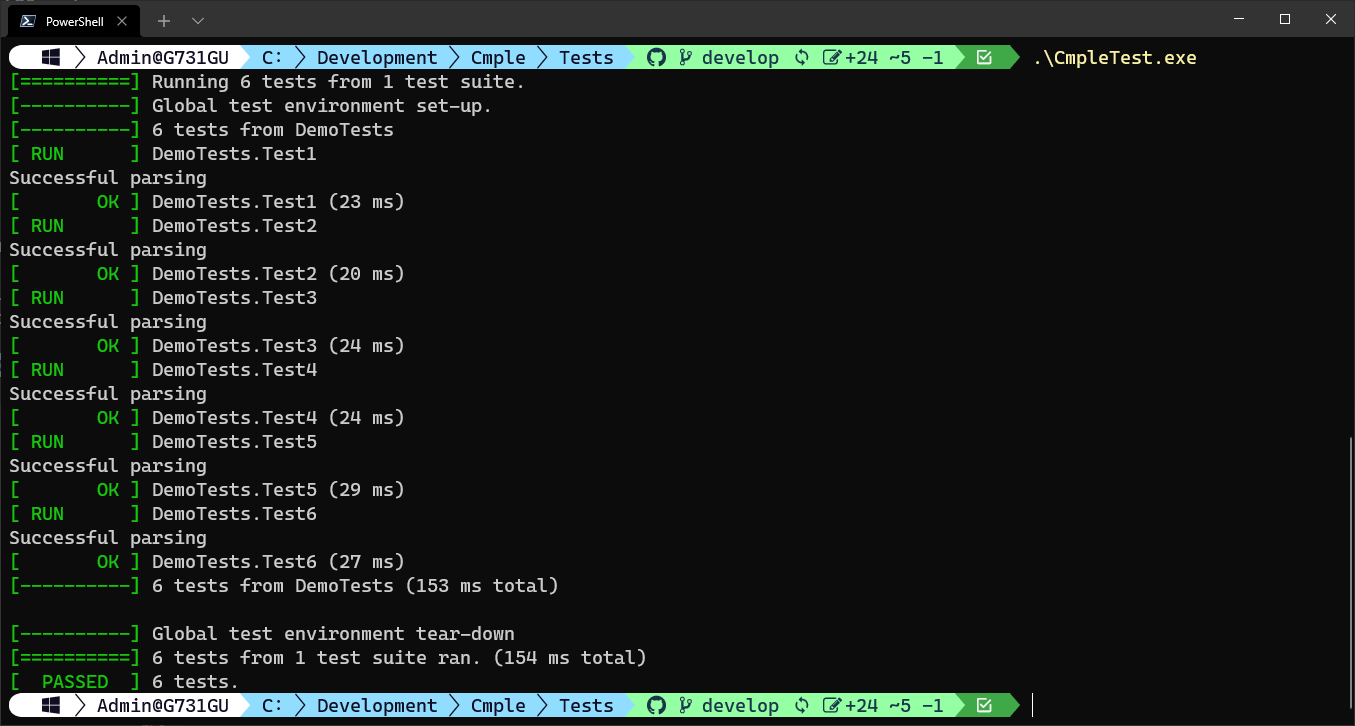 PowerShell
Admin@G731GU C: Development Cmple Tests develop +24 ~5 -1 .\CmpleTest.exe
[==========] Running 6 tests from 1 test suite.
[----------] Global test environment set-up.
[----------] 6 tests from DemoTests
[ RUN      ] DemoTests.Test1
Successful parsing
[       OK ] DemoTests.Test1 (23 ms)
[ RUN      ] DemoTests.Test2
Successful parsing
[       OK ] DemoTests.Test2 (20 ms)
[ RUN      ] DemoTests.Test3
Successful parsing
[       OK ] DemoTests.Test3 (24 ms)
[ RUN      ] DemoTests.Test4
Successful parsing
[       OK ] DemoTests.Test4 (24 ms)
[ RUN      ] DemoTests.Test5
Successful parsing
[       OK ] DemoTests.Test5 (29 ms)
[ RUN      ] DemoTests.Test6
Successful parsing
[       OK ] DemoTests.Test6 (27 ms)
[----------] 6 tests from DemoTests (153 ms total)
[----------] Global test environment tear-down
[==========] 6 tests from 1 test suite ran. (154 ms total)
[  PASSED  ] 6 tests.
Admin@G731GU C: Development Cmple Tests develop +24 ~5 -1